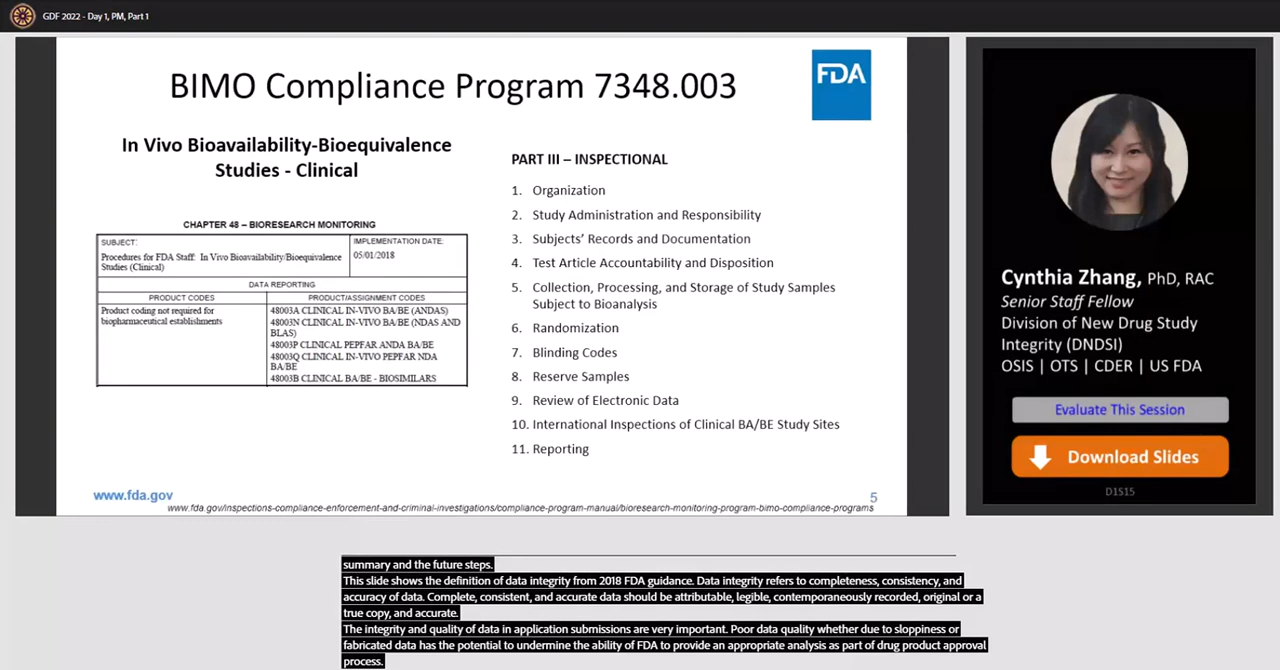 GDF 2022 - Day 1, PM, Part 1
BIMO Compliance Program 7348.003
FDA
In Vivo Bioavailability-Bioequivalence
Studies - Clinical
CHAPTER 48 – BIORESEARCH MONITORING
SUBJECT:
Procedures for FDA Staff: In Vivo Bioavailability/Bioequivalence
Studies (Clinical)
IMPLEMENTATION DATE:
05/01/2018
DATA REPORTING
PRODUCT CODES
PRODUCT/ASSIGNMENT CODES
Product coding not required for
biopharmaceutical establishments
48003A CLINICAL IN-VIVO BA/BE (ANDAS)
48003N CLINICAL IN-VIVO BA/BE (NDAS AND
BLAS)
48003P CLINICAL PEPFAR ANDA BA/BE
48003Q CLINICAL IN-VIVO PEPFAR NDA
BA/BE
48003B CLINICAL BA/BE - BIOSIMILARS
PART III – INSPECTIONAL
1. Organization
2. Study Administration and Responsibility
3. Subjects' Records and Documentation
4. Test Article Accountability and Disposition
5. Collection, Processing, and Storage of Study Samples
Subject to Bioanalysis
6. Randomization
7. Blinding Codes
8. Reserve Samples
9. Review of Electronic Data
10. International Inspections of Clinical BA/BE Study Sites
11. Reporting
www.fda.gov
5
www.fda.gov/inspections-compliance-enforcement-and-criminal-investigations/compliance-program-manual/bioresearch-monitoring-program-bimo-compliance-programs
Cynthia Zhang, PhD, RAC
Senior Staff Fellow
Division of New Drug Study
Integrity (DNDSI)
OSIS | OTS | CDER | US FDA
Evaluate This Session
Download Slides
D1S15
summary and the future steps.
This slide shows the definition of data integrity from 2018 FDA guidance. Data integrity refers to completeness, consistency, and
accuracy of data. Complete, consistent, and accurate data should be attributable, legible, contemporaneously recorded, original or a
true copy, and accurate.
The integrity and quality of data in application submissions are very important. Poor data quality whether due to sloppiness or
fabricated data has the potential to undermine the ability of FDA to provide an appropriate analysis as part of drug product approval
process.